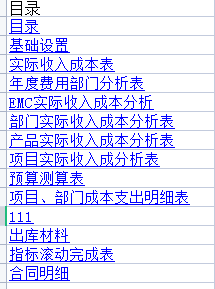 目录
目录
基础设置
实际收入成本表
年度费用部门分析表
EMC实际收入成本分析
部门实际收入成本分析表
产品实际收入成本分析表
项目实际收入成分析表
预算测算表
项目、部门成本支出明细表
111
出库材料
指标滚动完成表
合同明细